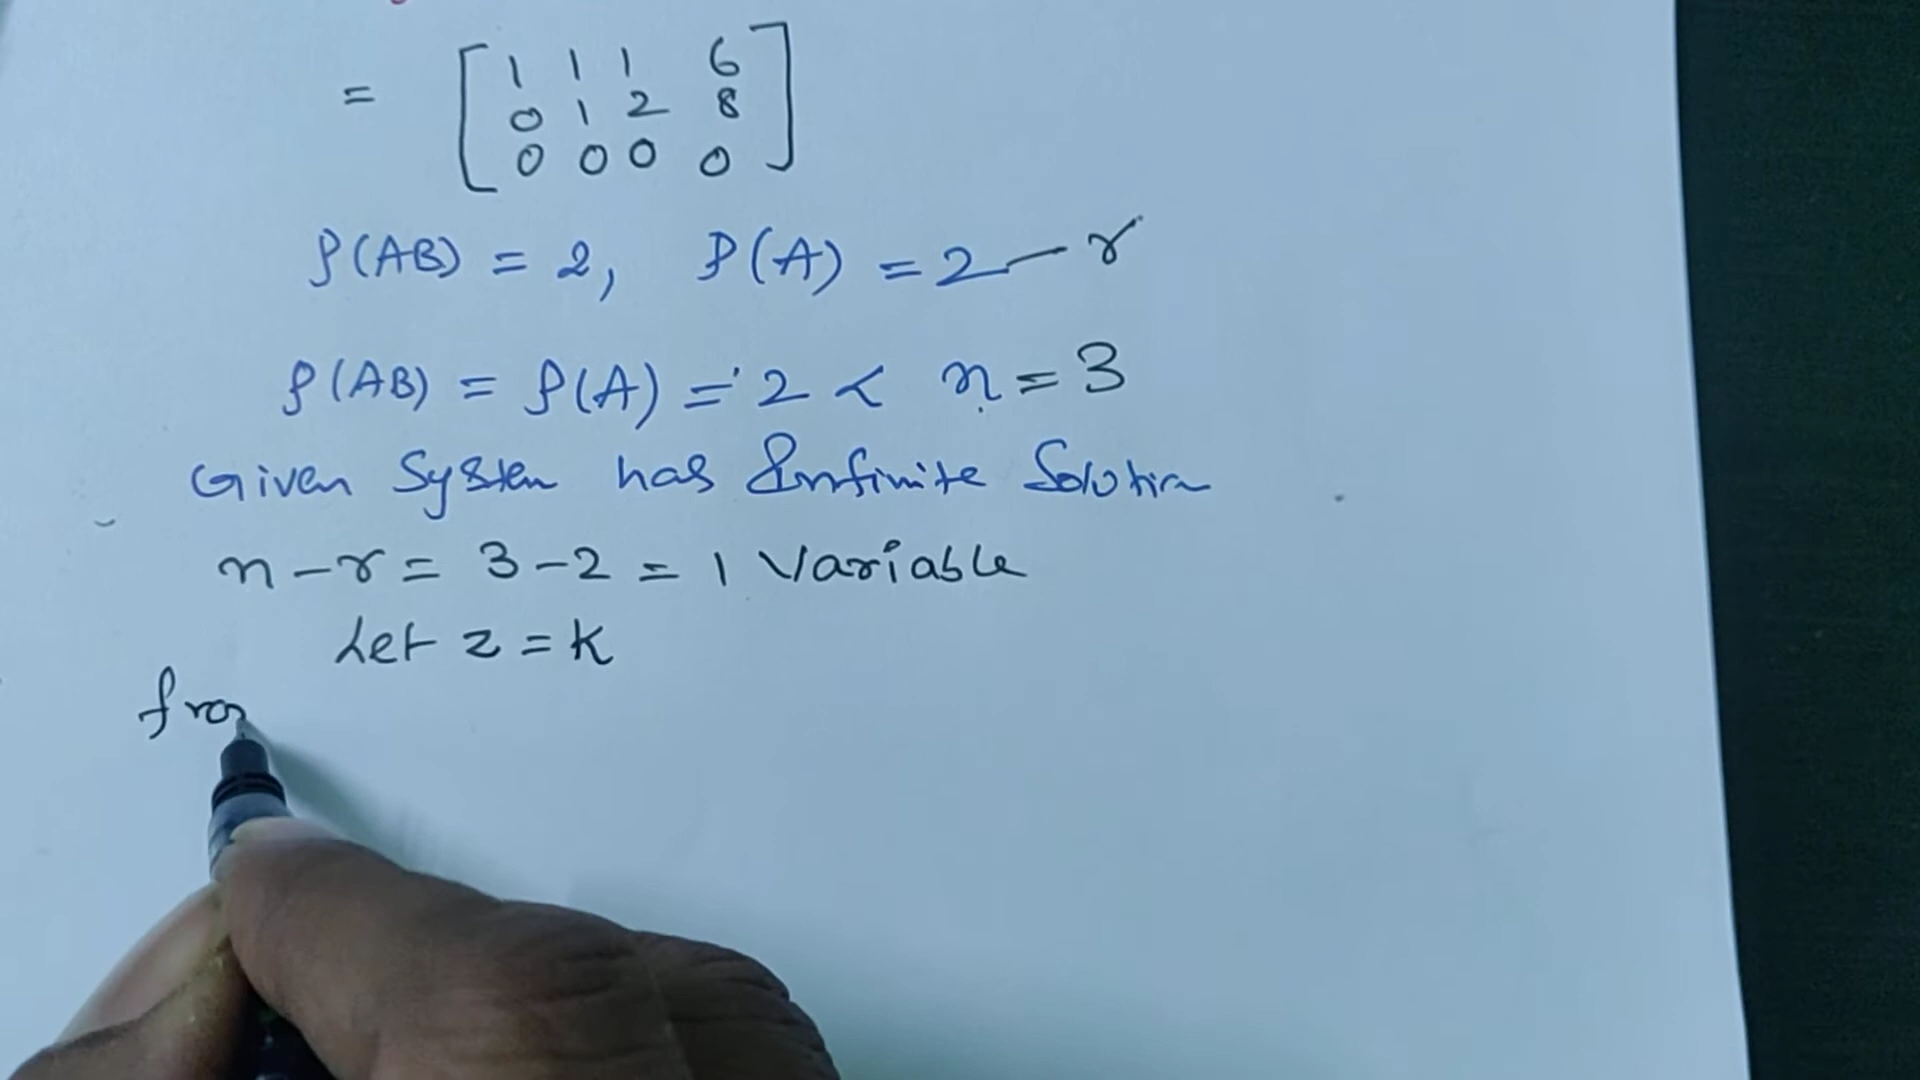 = [ 1 1 1 6
0 1 2 8
0 0 0 0 ]
ρ(AB) = 2, ρ(A) = 2 — r
ρ(AB) = ρ(A) = 2 < n = 3
Given System has Infinite Solution
n - r = 3 - 2 = 1 Variable
Let z = k
from